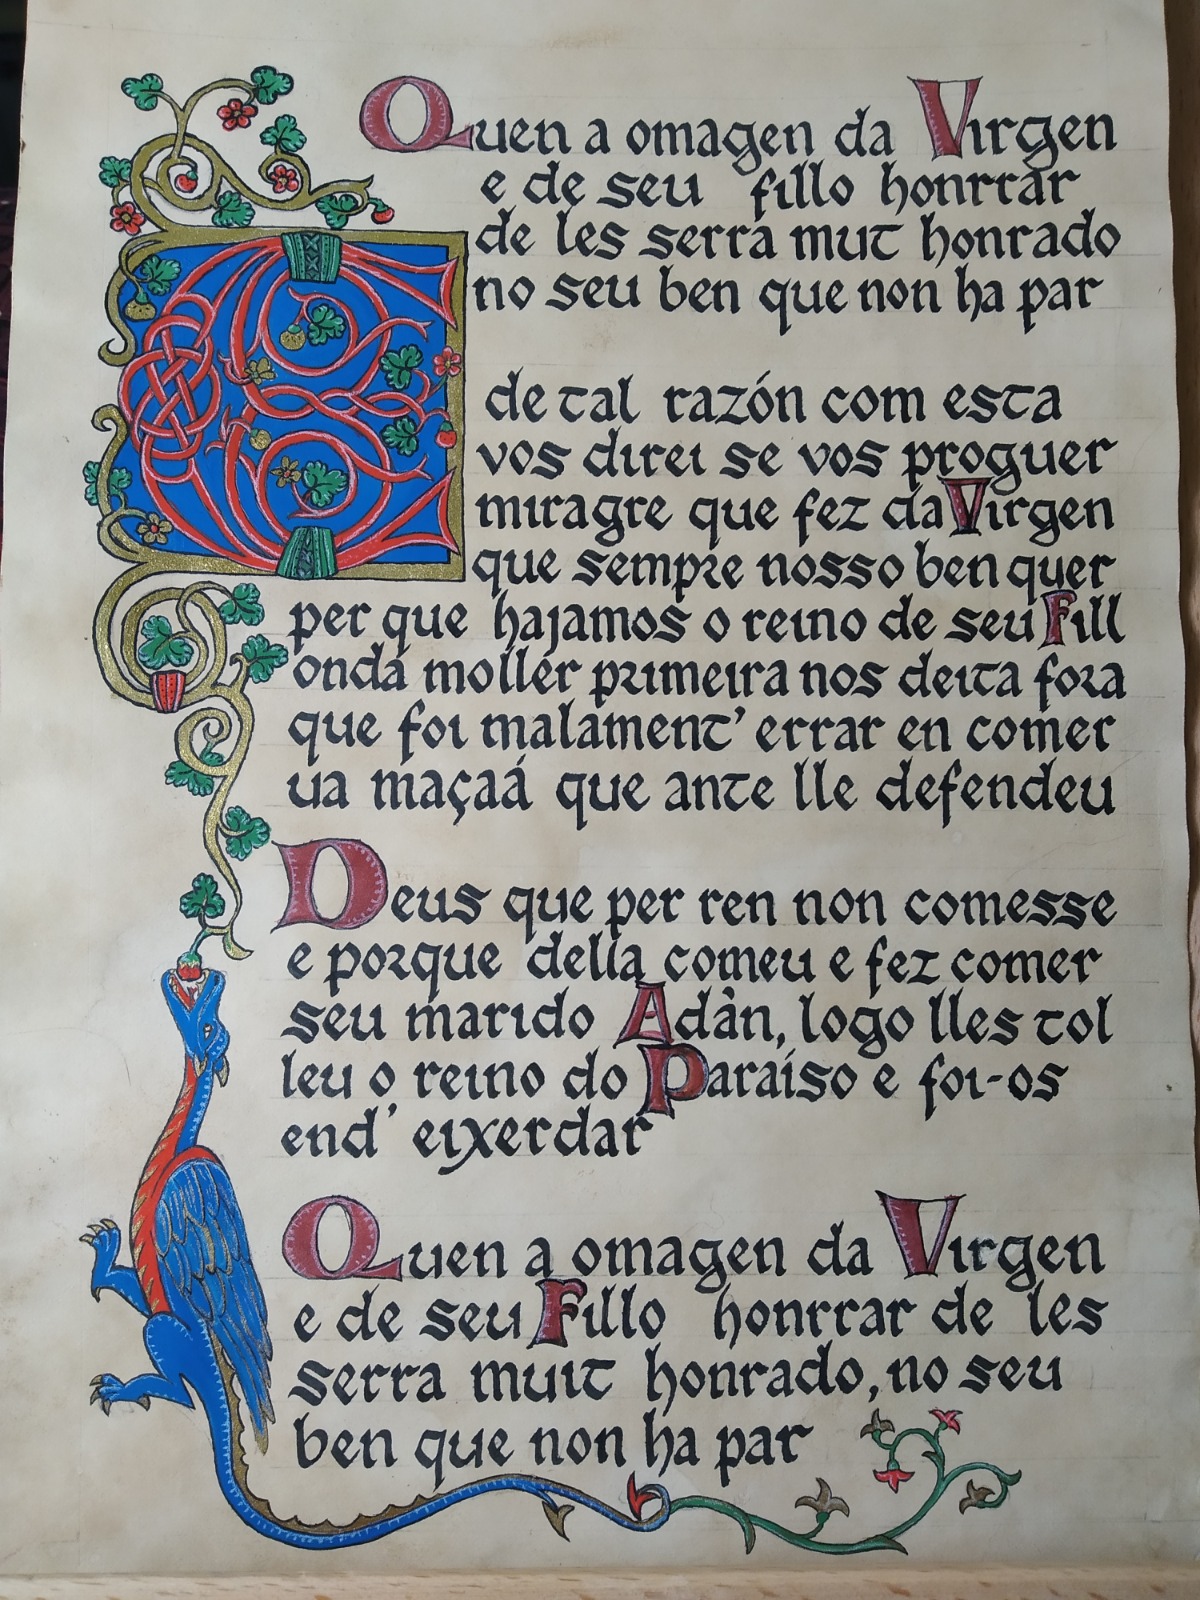 Quen a omagen da Virgen
e de seu fillo honrrar
de les serrá mut honrado
no seu ben que non ha par
E
de tal razón com esta
vos direi se vos proguer
miragre que fez da Virgen
que sempre nosso ben quer
per que hajamos o reino de seu Fill
ondá moller primeira nos deita fora
que foi malament' errar en comer
ua maçaá que ante lle defendeu
Deus que per ren non comesse
e porque della comeu e fez comer
seu marido Adàn, logo lles tol
leu o reino do Paraíso e foi-os
end' eixerdar
Quen a omagen da Virgen
e de seu Fillo honrrar de les
serra muit honrado, no seu
ben que non ha par